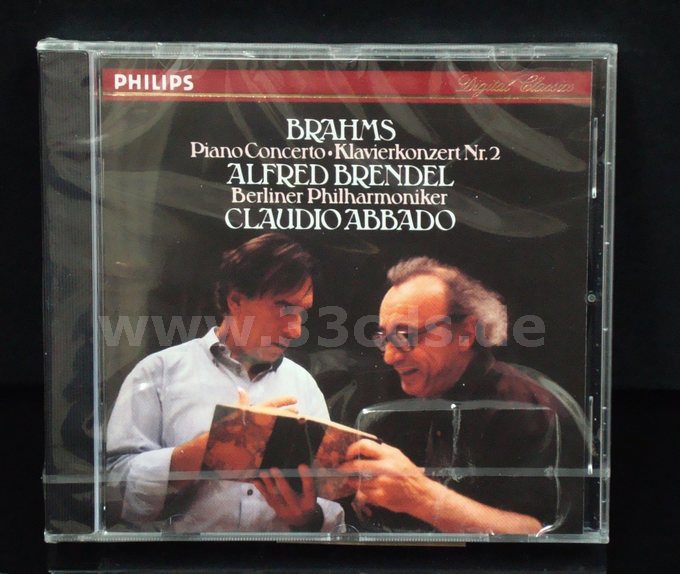 PHILIPS
Digital Classics
BRAHMS
Piano Concerto • Klavierkonzert Nr. 2
ALFRED BRENDEL
Berliner Philharmoniker
CLAUDIO ABBADO
www.33cds.de